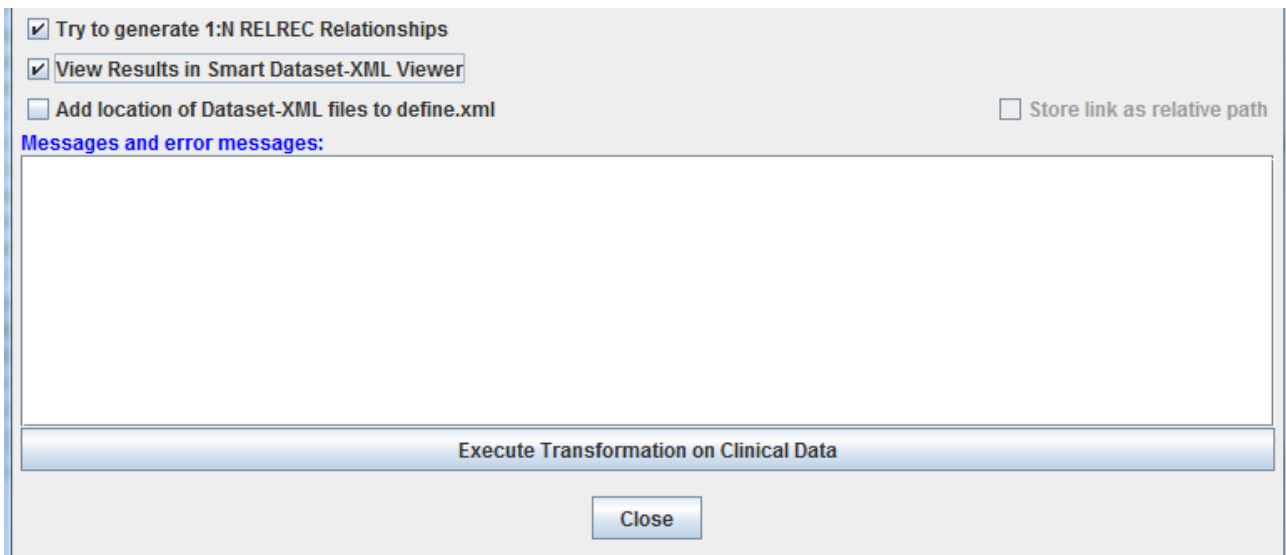 Try to generate 1:N RELREC Relationships
View Results in Smart Dataset-XML Viewer
Add location of Dataset-XML files to define.xml
Store link as relative path
Messages and error messages:
Execute Transformation on Clinical Data
Close